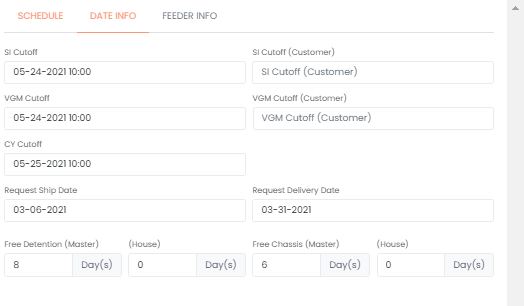 SCHEDULE DATE INFO FEEDER INFO
SI Cutoff SI Cutoff (Customer)
05-24-2021 10:00 SI Cutoff (Customer)
VGM Cutoff VGM Cutoff (Customer)
05-24-2021 10:00 VGM Cutoff (Customer)
CY Cutoff
05-25-2021 10:00
Request Ship Date Request Delivery Date
03-06-2021 03-31-2021
Free Detention (Master) (House) Free Chassis (Master) (House)
8 Day(s) 0 Day(s) 6 Day(s) 0 Day(s)